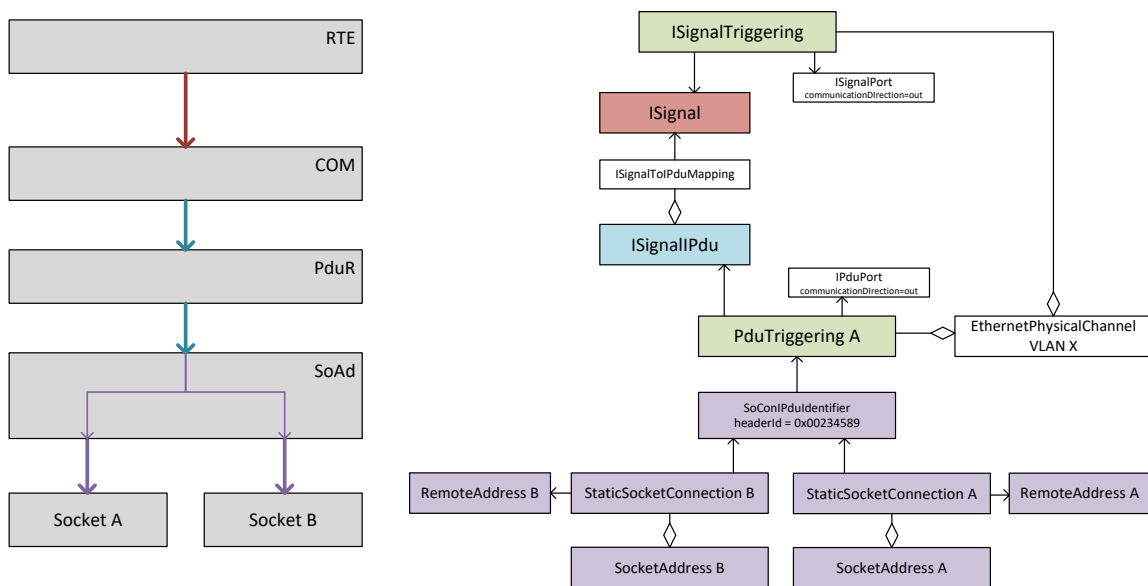 RTE
COM
PduR
SoAd
Socket A
Socket B
ISignalTriggering
ISignalPort
communicationDIrection=out
ISignal
ISignalToIPduMapping
ISignalIPdu
IPduPort
communicationDIrection=out
PduTriggering A
EthernetPhysicalChannel
VLAN X
SoConIPduIdentifier
headerId = 0x00234589
RemoteAddress B
StaticSocketConnection B
StaticSocketConnection A
RemoteAddress A
SocketAddress B
SocketAddress A